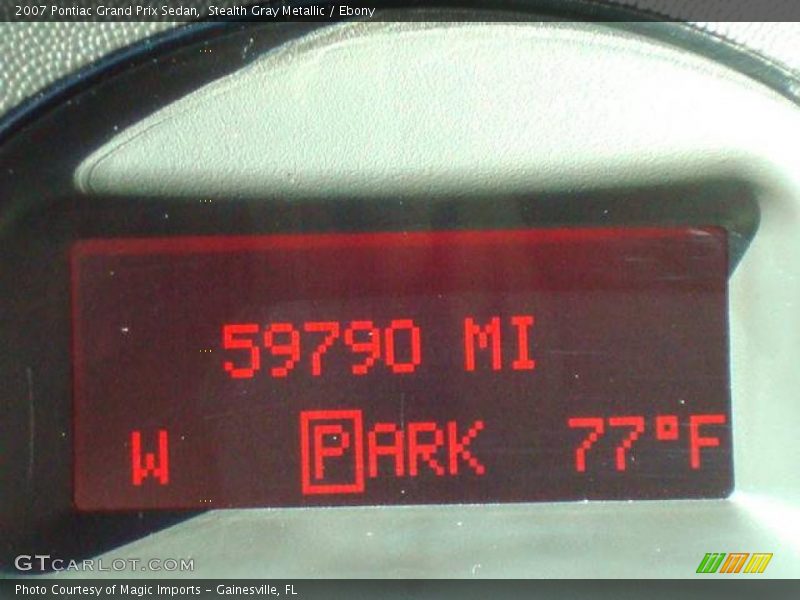 2007 Pontiac Grand Prix Sedan, Stealth Gray Metallic / Ebony
59790 MI
W PARK 77°F
GTCARLOT.COM
Photo Courtesy of Magic Imports - Gainesville, FL